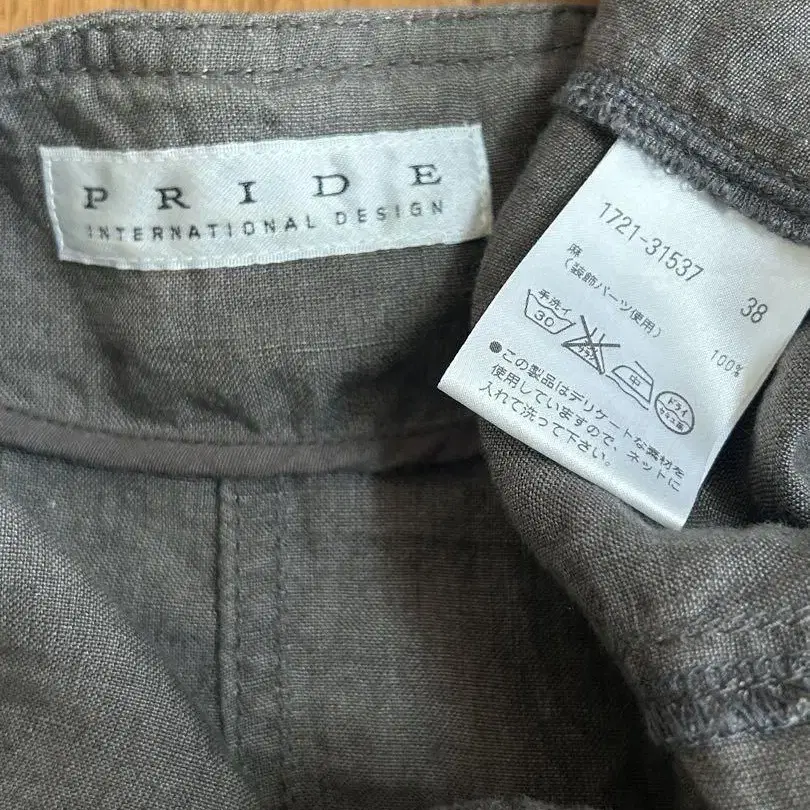 PRIDE
INTERNATIONAL DESIGN
1721-31537 38
麻 100%
(装飾パーツ使用)
手洗イ
30
中
ドライ
●この製品はデリケートな素材を
使用していますので、ネットに
入れて洗って下さい。